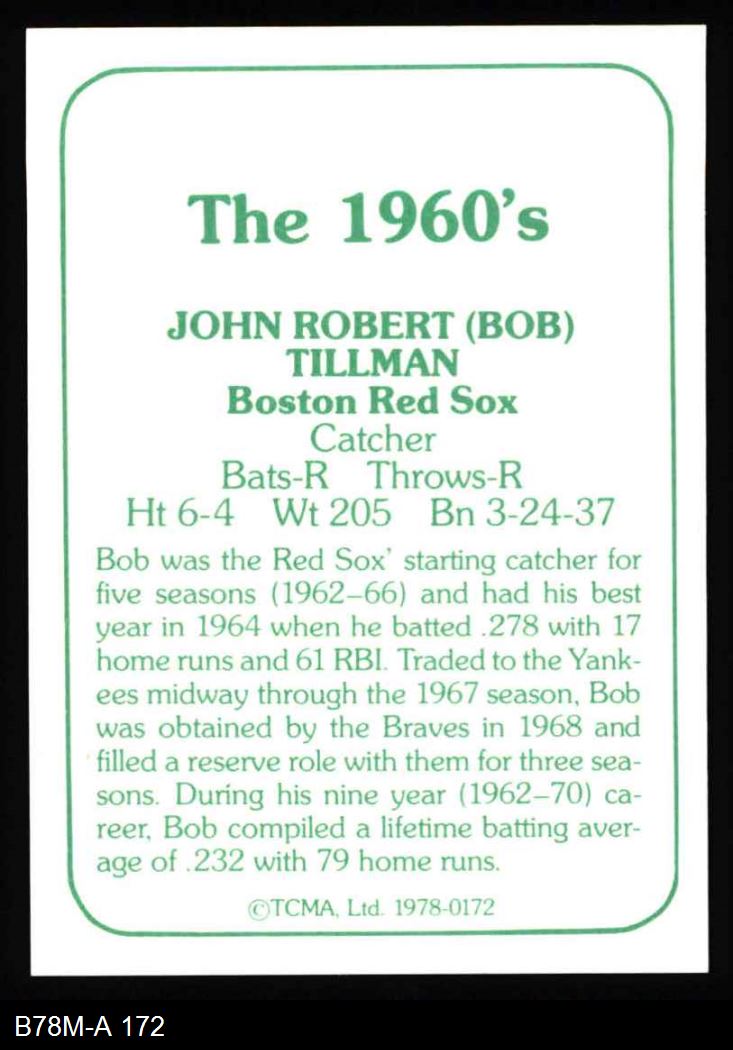 The 1960's
JOHN ROBERT (BOB)
TILLMAN
Boston Red Sox
Catcher
Bats-R Throws-R
Ht 6-4 Wt 205 Bn 3-24-37
Bob was the Red Sox' starting catcher for
five seasons (1962–66) and had his best
year in 1964 when he batted .278 with 17
home runs and 61 RBI. Traded to the Yank-
ees midway through the 1967 season, Bob
was obtained by the Braves in 1968 and
filled a reserve role with them for three sea-
sons. During his nine year (1962–70) ca-
reer, Bob compiled a lifetime batting aver-
age of .232 with 79 home runs.
©TCMA, Ltd. 1978-0172
B78M-A 172